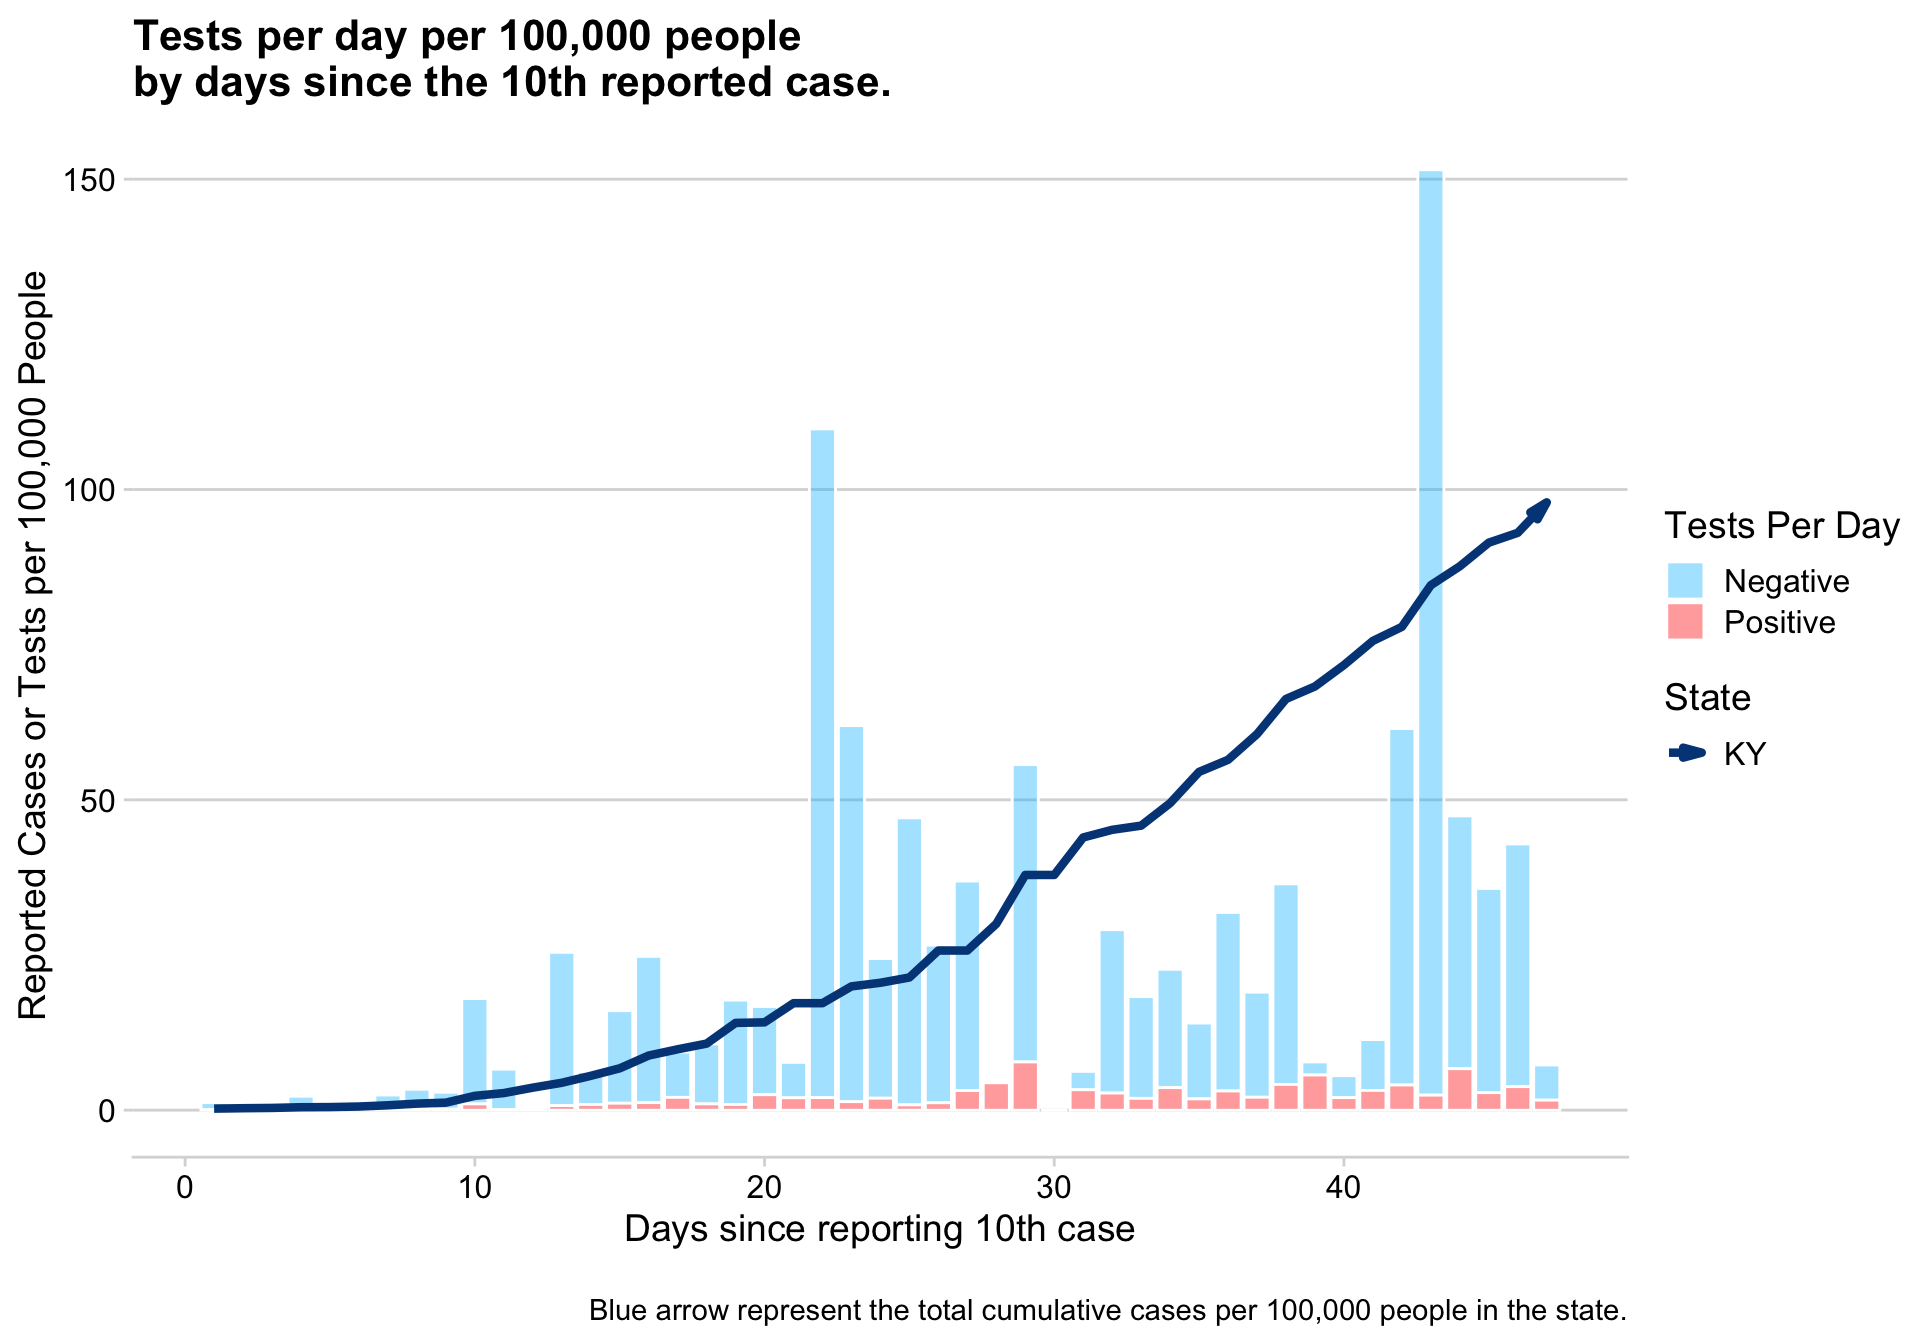 Tests per day per 100,000 people
by days since the 10th reported case.
Reported Cases or Tests per 100,000 People
150
100
50
0
0 10 20 30 40
Days since reporting 10th case
Tests Per Day
Negative
Positive
State
KY
Blue arrow represent the total cumulative cases per 100,000 people in the state.